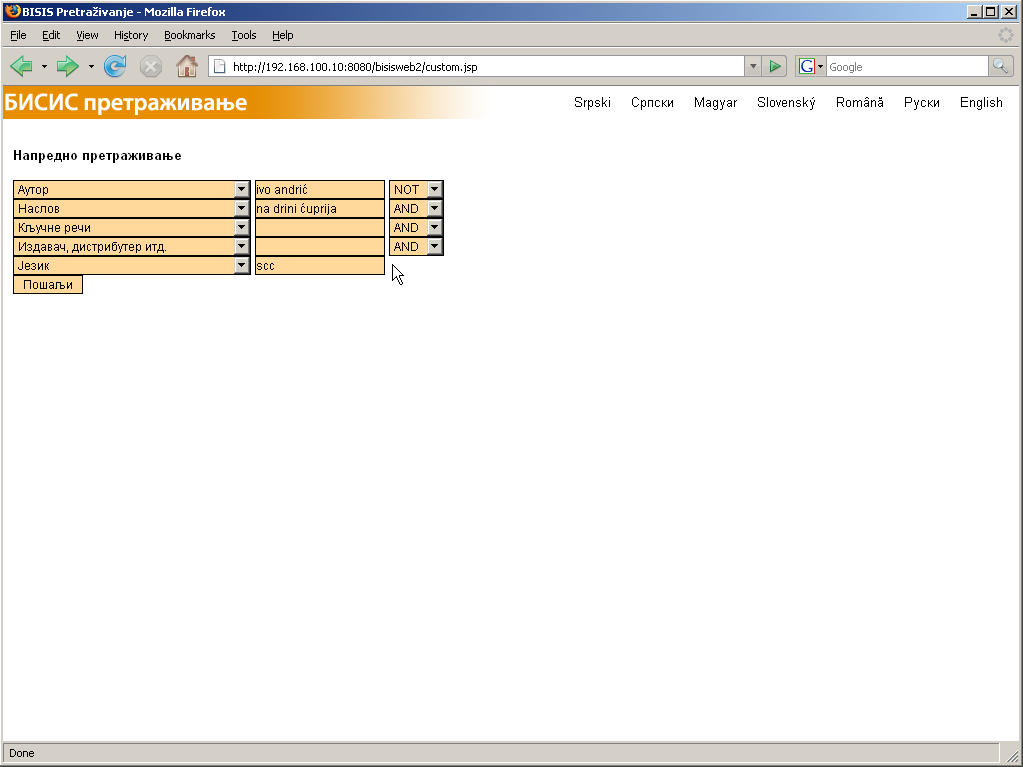 BISIS Pretraživanje - Mozilla Firefox
File Edit View History Bookmarks Tools Help
http://192.168.100.10:8080/bisisweb2/custom.jsp G Google
БИСИС претраживање Srpski Српски Magyar Slovenský Română Руски English
Напредно претраживање
Аутор ivo andrić NOT
Наслов na drini ćuprija AND
Кључне речи AND
Издавач, дистрибутер итд. AND
Језик scc
Пошаљи
Done